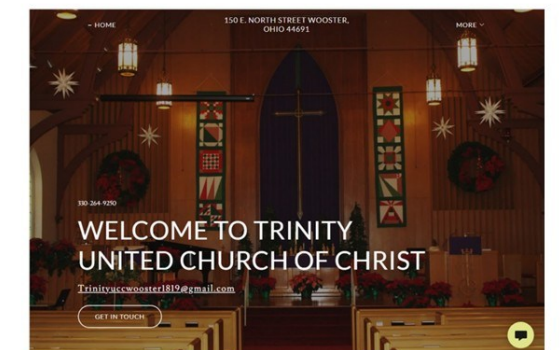 HOME
150 E. NORTH STREET WOOSTER,
OHIO 44691
MORE
330-264-9250
WELCOME TO TRINITY
UNITED CHURCH OF CHRIST
Trinityuccwooster1819@gmail.com
GET IN TOUCH